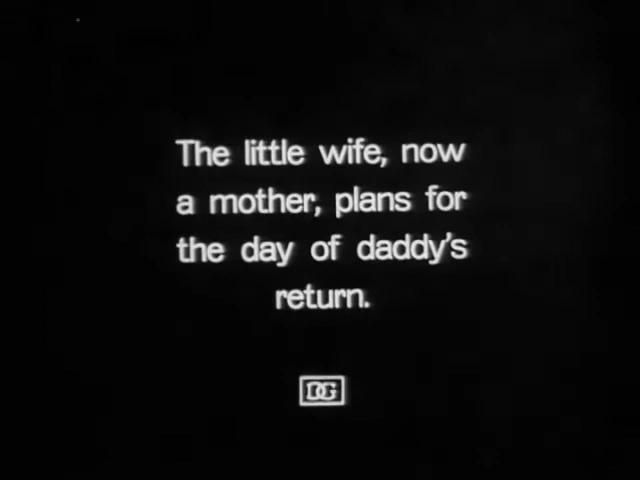 The little wife, now
a mother, plans for
the day of daddy's
return.
DG